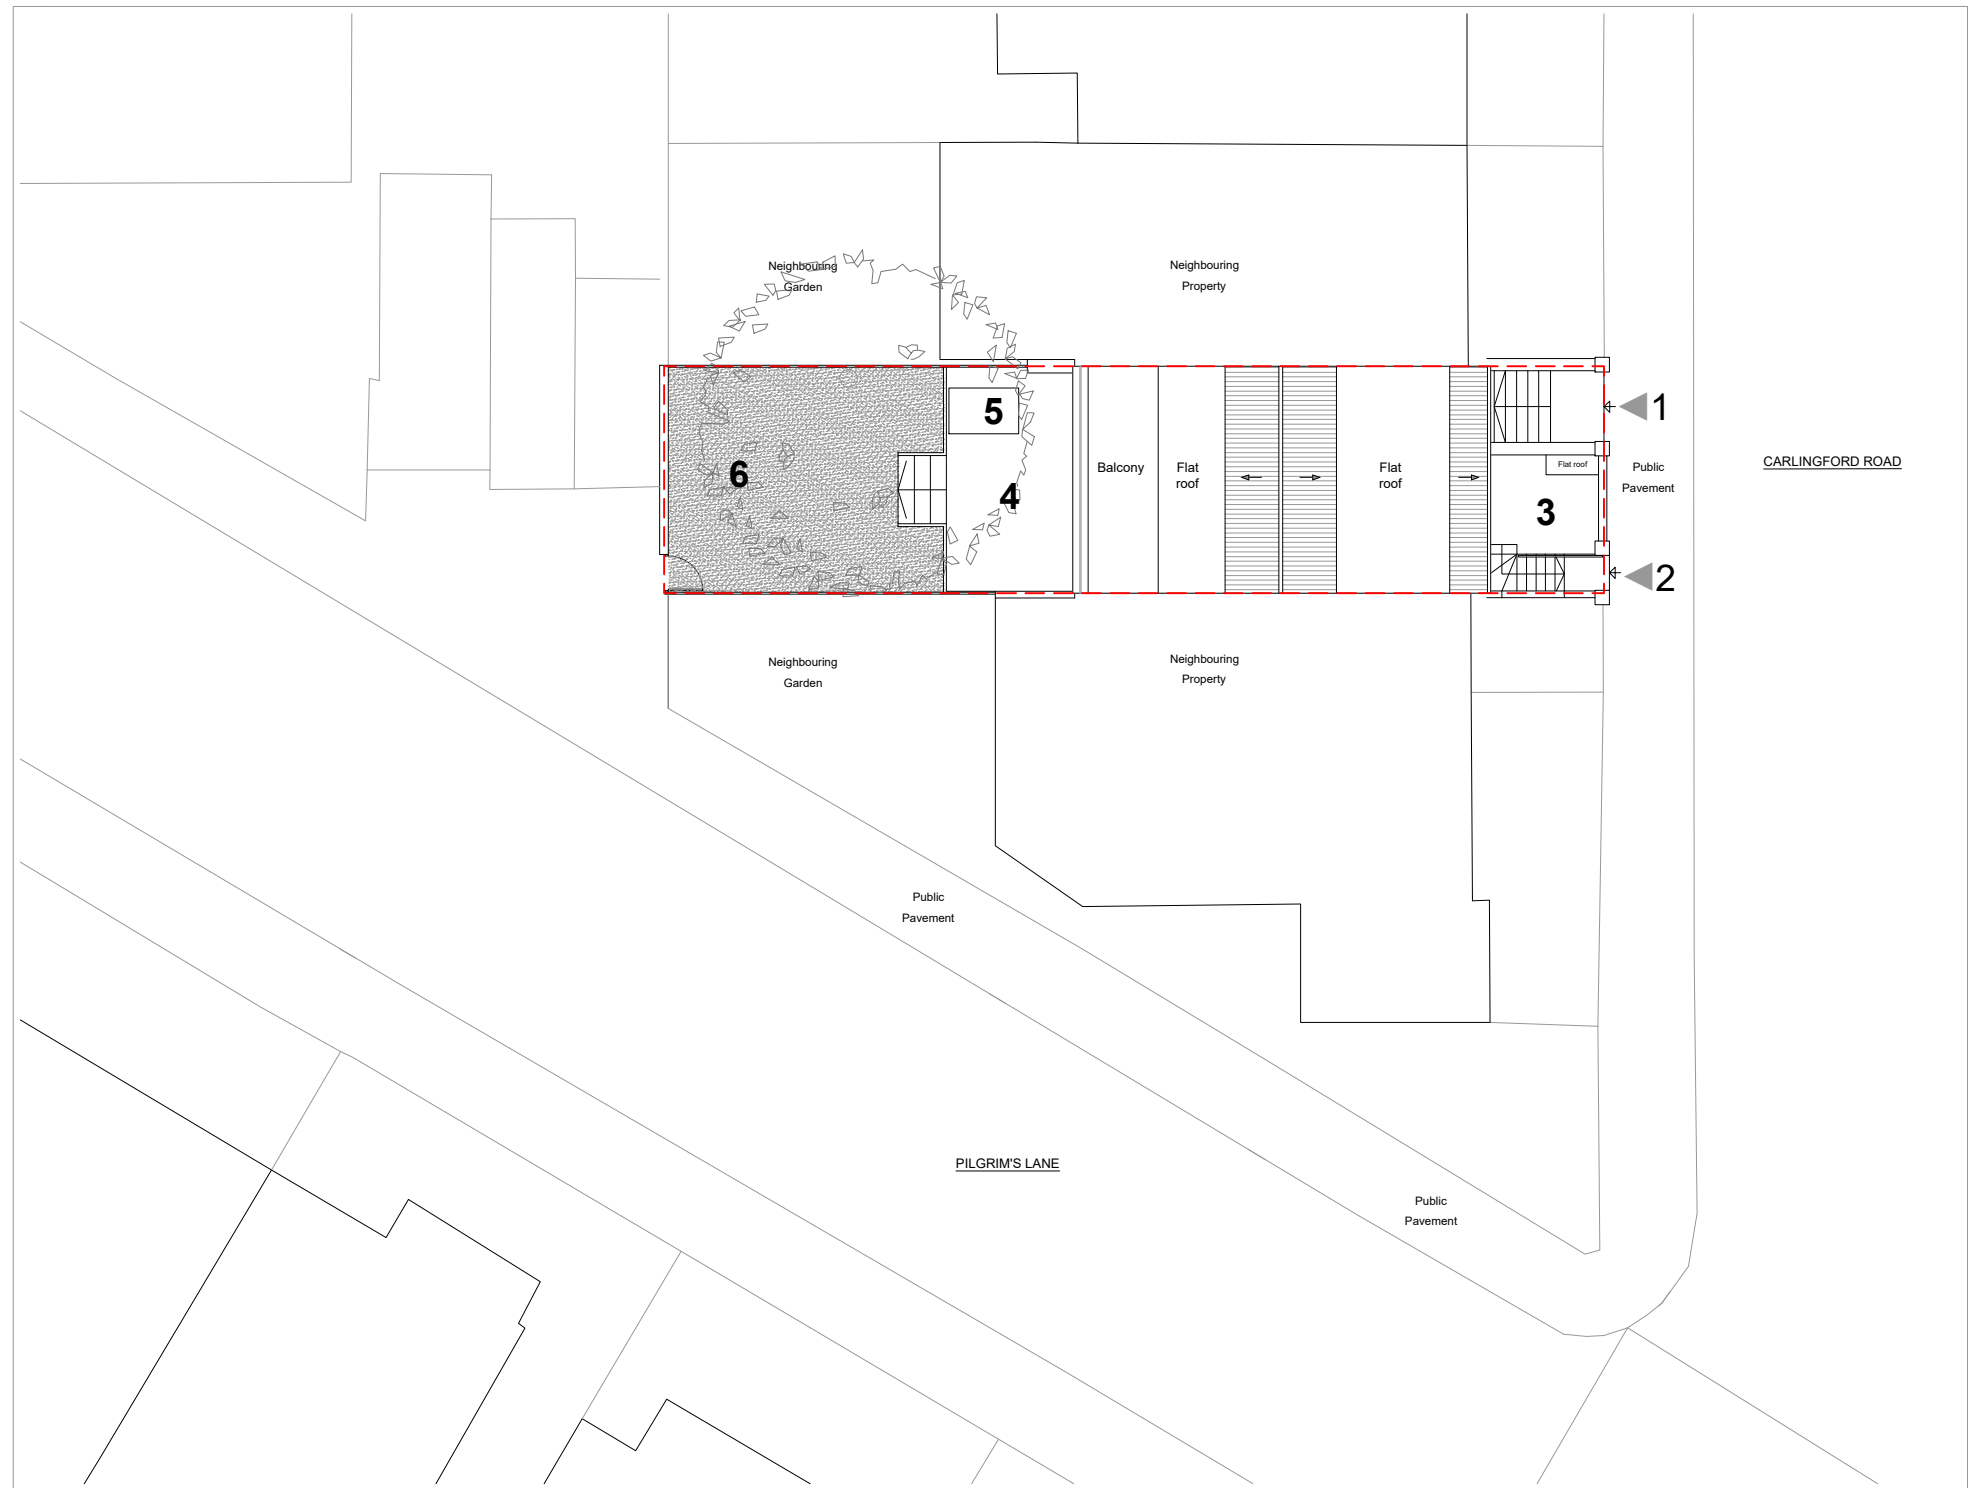 Neighbouring
Garden
Neighbouring
Property
1
5
6
4
Balcony
Flat
roof
Flat
roof
Flat roof
3
Public
Pavement
CARLINGFORD ROAD
2
Neighbouring
Garden
Neighbouring
Property
Public
Pavement
PILGRIM'S LANE
Public
Pavement